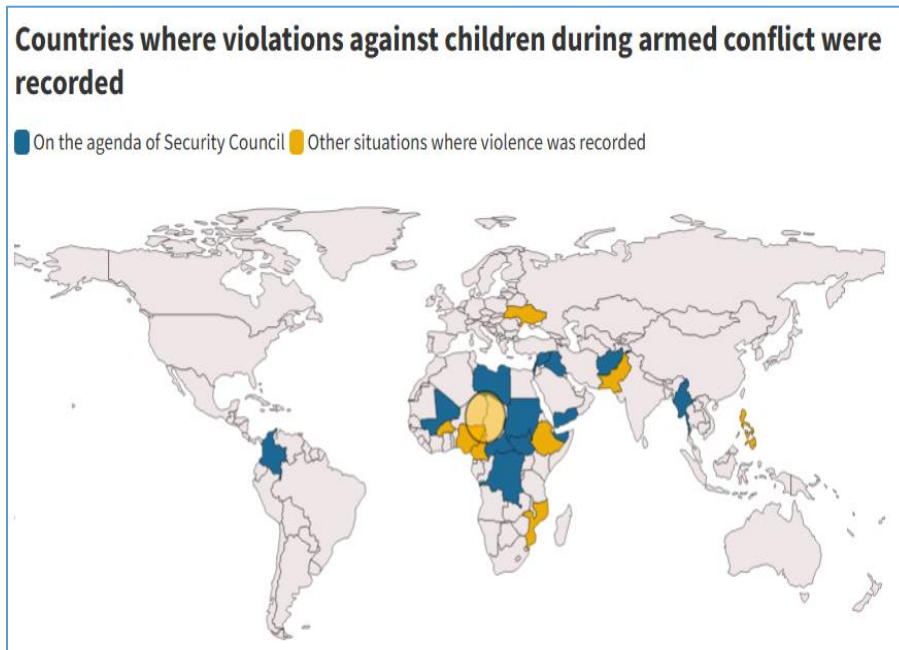 Countries where violations against children during armed conflict were
recorded
On the agenda of Security Council Other situations where violence was recorded